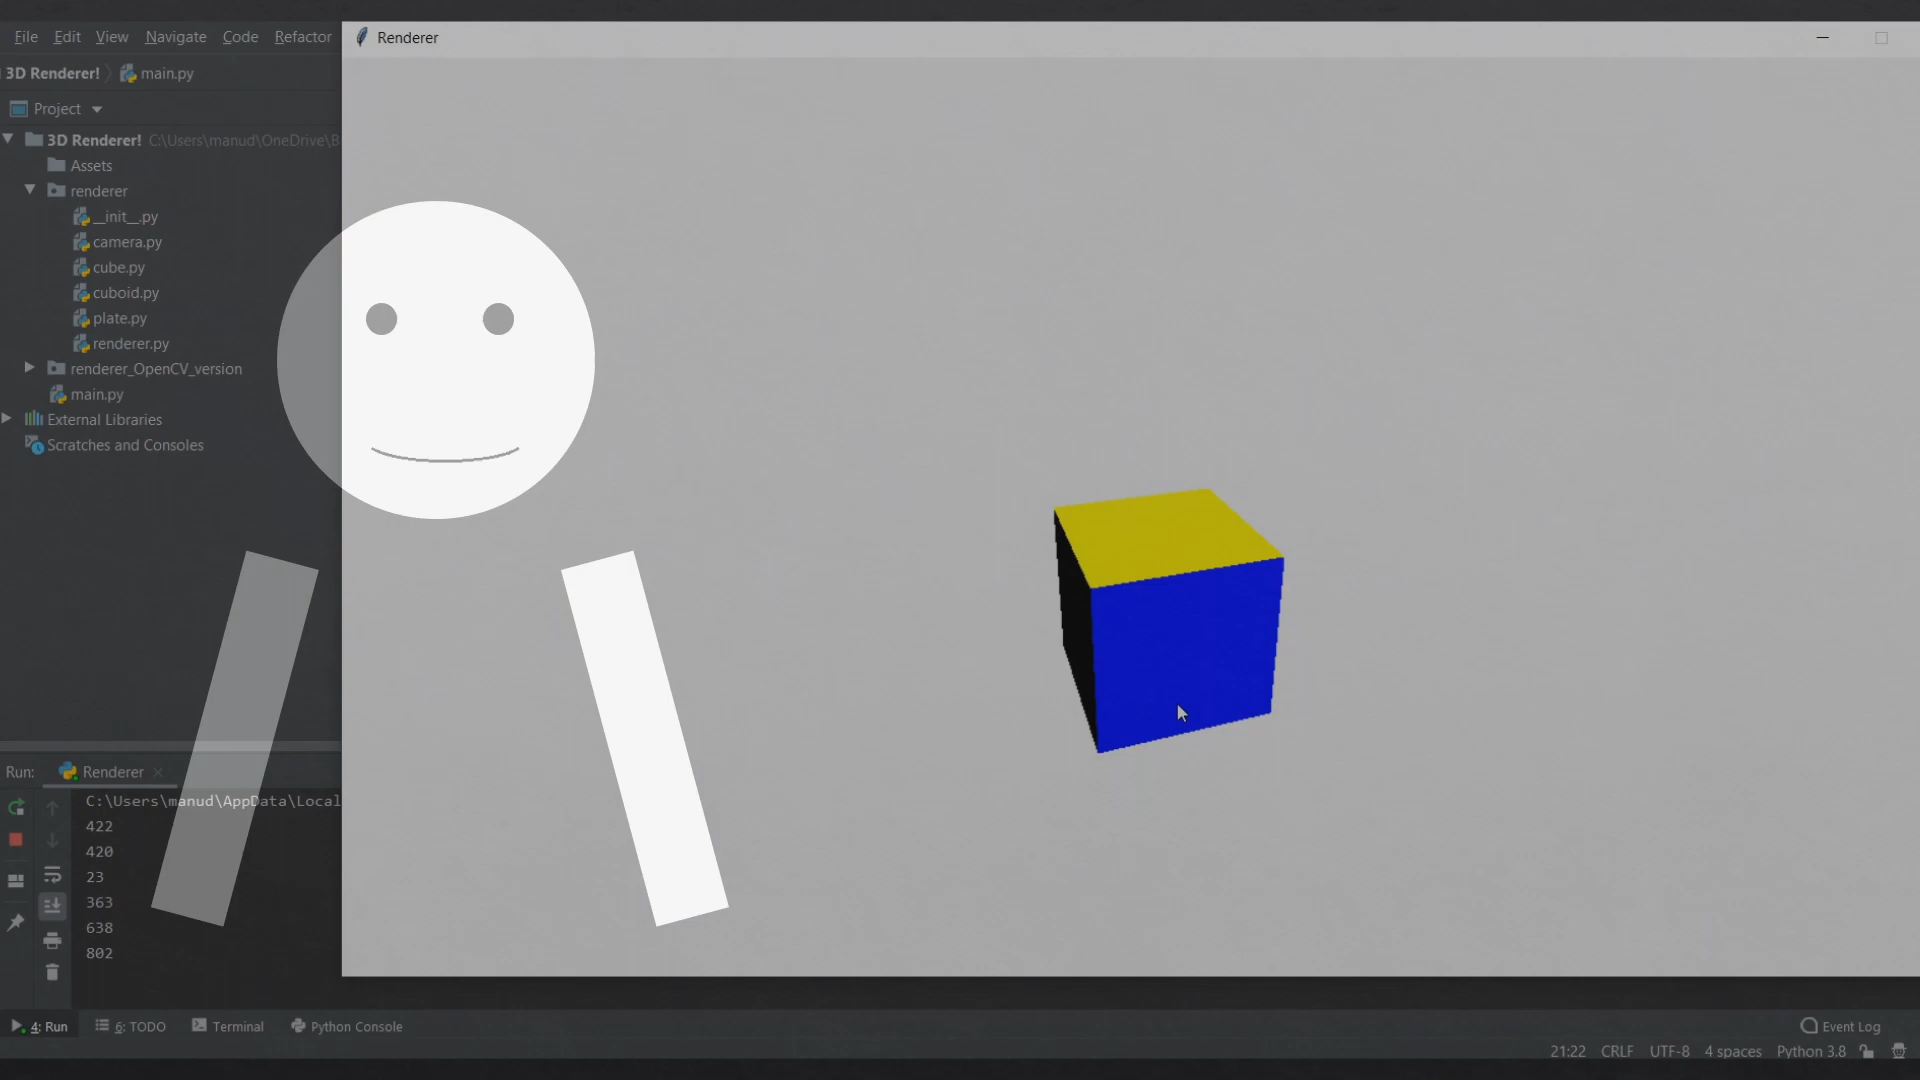 File Edit View Navigate Code Refactor
Renderer
3D Renderer! main.py
Project
3D Renderer! C:\Users\manud\OneDrive\B
Assets
renderer
__init__.py
camera.py
cube.py
cuboid.py
plate.py
renderer.py
renderer_OpenCV_version
main.py
External Libraries
Scratches and Consoles
Run: Renderer
C:\Users\manud\AppData\Local
422
420
23
363
638
802
4: Run 6: TODO Terminal Python Console Event Log
21:22 CRLF UTF-8 4 spaces Python 3.8